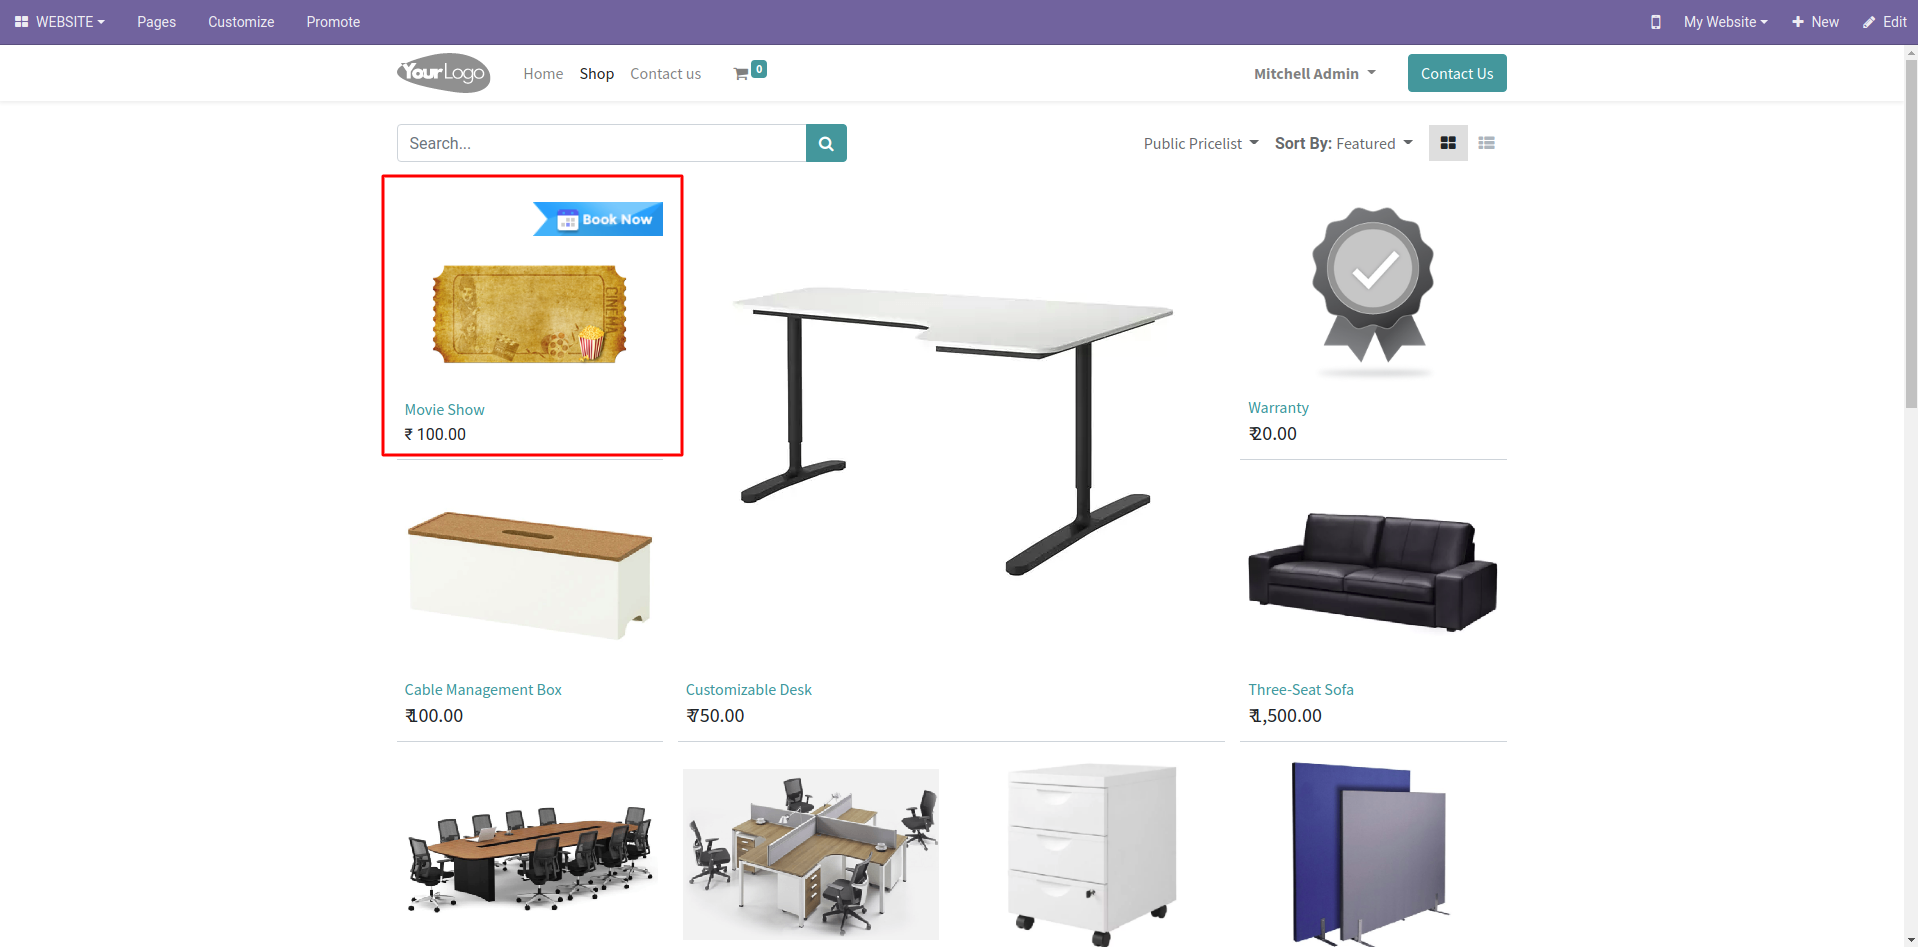 WEBSITE Pages Customize Promote My Website New Edit
YourLogo Home Shop Contact us 0 Mitchell Admin Contact Us
Search... Public Pricelist Sort By: Featured
Book Now
CINEMA
Movie Show
₹ 100.00
Warranty
₹20.00
Cable Management Box
₹100.00
Customizable Desk
₹750.00
Three-Seat Sofa
₹1,500.00